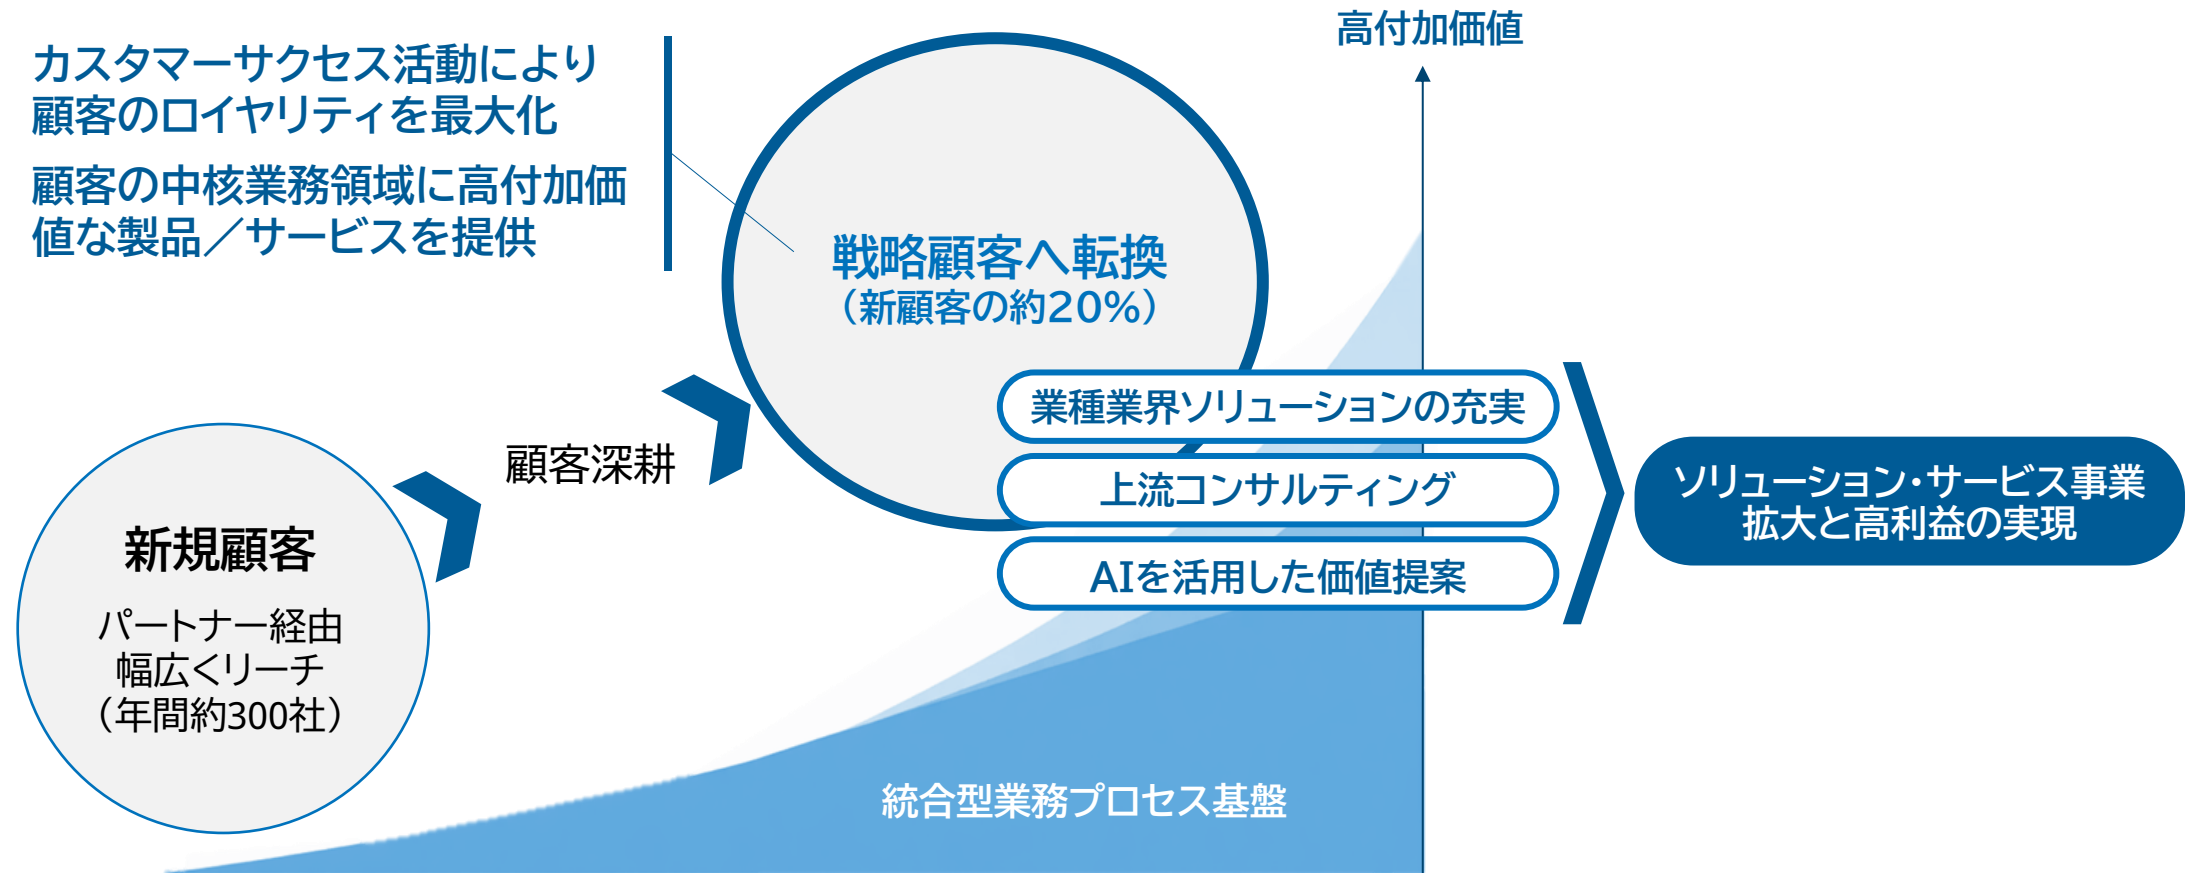 高付加価値
カスタマーサクセス活動により
顧客のロイヤリティを最大化
顧客の中核業務領域に高付加価
値な製品／サービスを提供
戦略顧客へ転換
（新顧客の約20%）
顧客深耕
新規顧客
パートナー経由
幅広くリーチ
（年間約300社）
業種業界ソリューションの充実
上流コンサルティング
AIを活用した価値提案
ソリューション・サービス事業
拡大と高利益の実現
統合型業務プロセス基盤